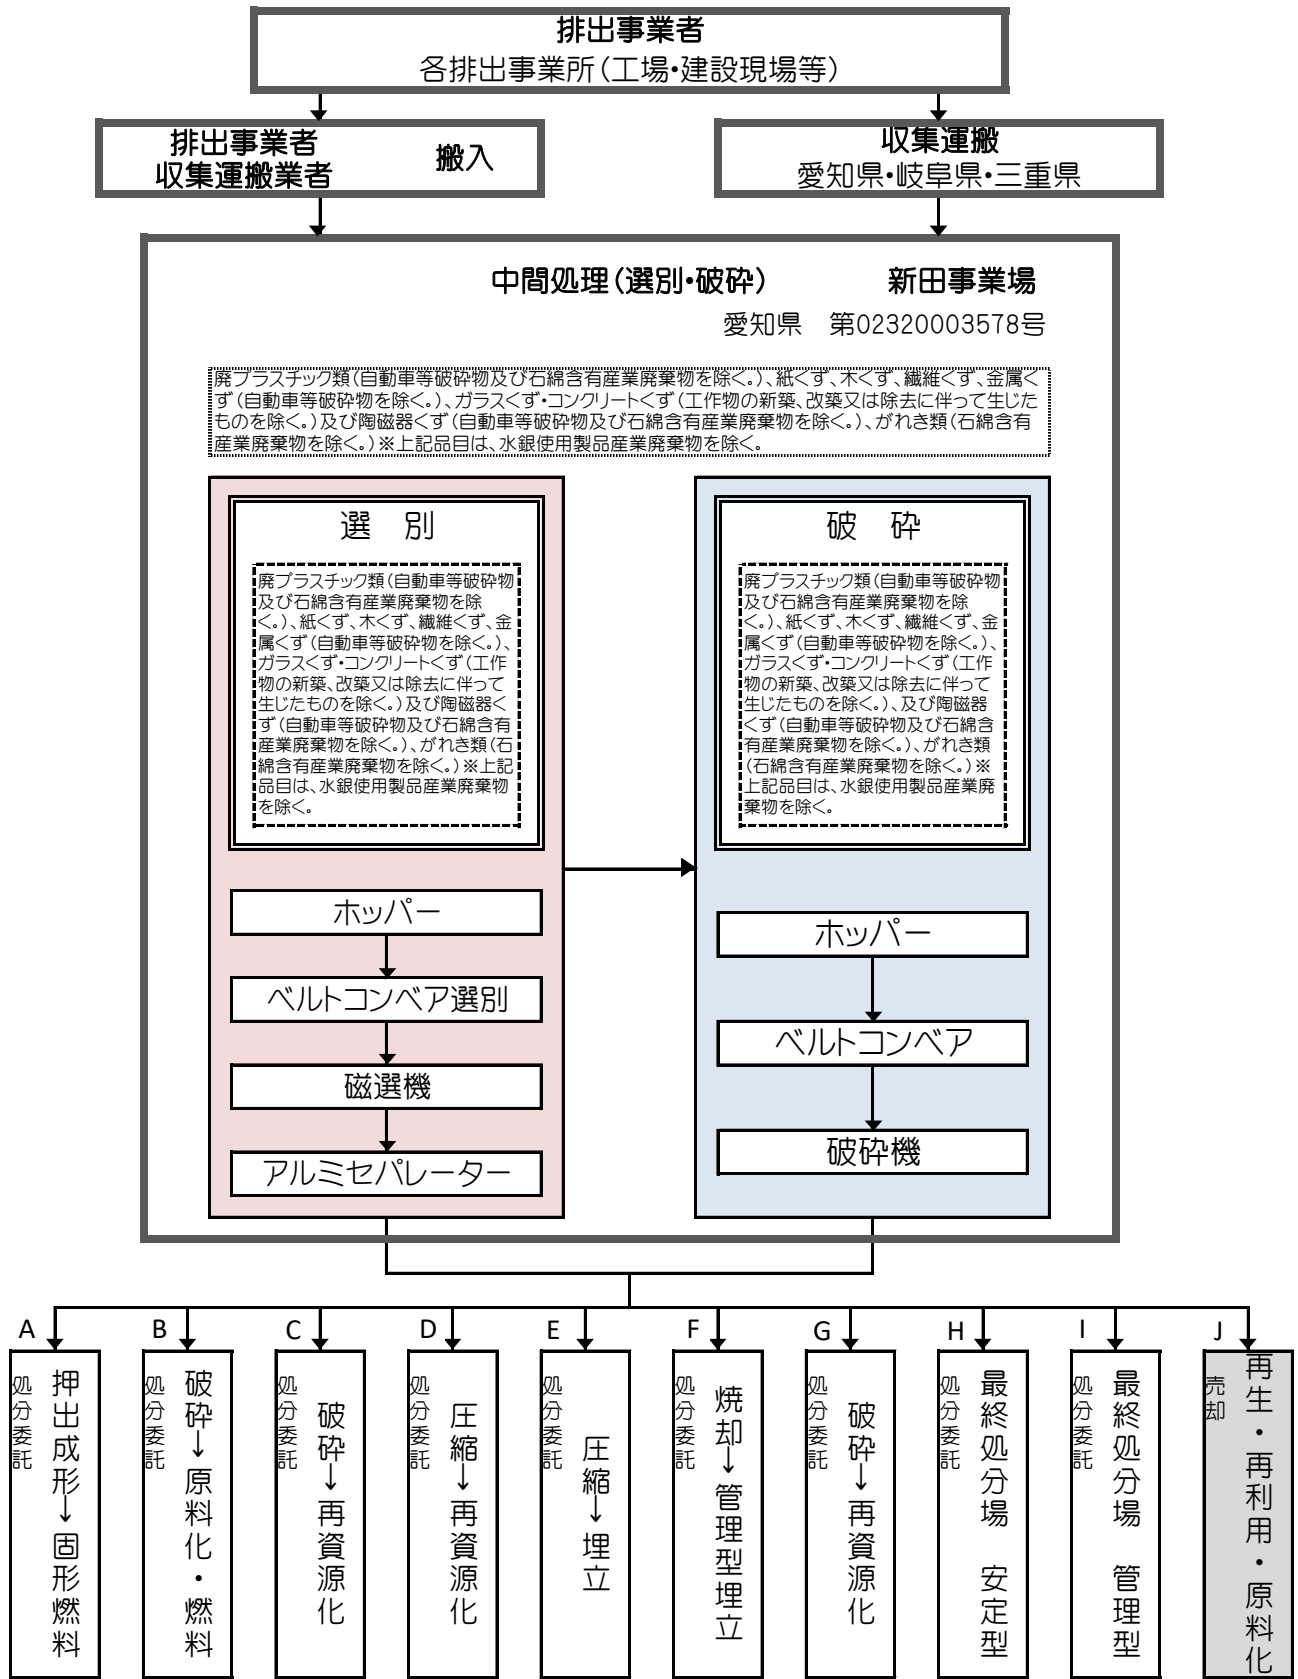 排出事業者
各排出事業所(工場・建設現場等)
排出事業者
収集運搬業者
搬入
収集運搬
愛知県・岐阜県・三重県
中間処理(選別・破砕) 新田事業場
愛知県 第02320003578号
廃プラスチック類(自動車等破砕物及び石綿含有産業廃棄物を除く。)、紙くず、木くず、繊維くず、金属く
ず(自動車等破砕物を除く。)、ガラスくず・コンクリートくず(工作物の新築、改築又は除去に伴って生じた
ものを除く。)及び陶磁器くず(自動車等破砕物及び石綿含有産業廃棄物を除く。)、がれき類(石綿含有
産業廃棄物を除く。)※上記品目は、水銀使用製品産業廃棄物を除く。
選 別
廃プラスチック類(自動車等破砕物
及び石綿含有産業廃棄物を除
く。)、紙くず、木くず、繊維くず、金
属くず(自動車等破砕物を除く。)、
ガラスくず・コンクリートくず(工作
物の新築、改築又は除去に伴って
生じたものを除く。)及び陶磁器く
ず(自動車等破砕物及び石綿含有
産業廃棄物を除く。)、がれき類(石
綿含有産業廃棄物を除く。)※上記
品目は、水銀使用製品産業廃棄物
を除く。
ホッパー
ベルトコンベア選別
磁選機
アルミセパレーター
破 砕
廃プラスチック類(自動車等破砕物
及び石綿含有産業廃棄物を除
く。)、紙くず、木くず、繊維くず、金
属くず(自動車等破砕物を除く。)、
ガラスくず・コンクリートくず(工作
物の新築、改築又は除去に伴って
生じたものを除く。)、及び陶磁器
くず(自動車等破砕物及び石綿含
有産業廃棄物を除く。)、がれき類
(石綿含有産業廃棄物を除く。)※
上記品目は、水銀使用製品産業廃
棄物を除く。
ホッパー
ベルトコンベア
破砕機
A
押出成形→固形燃料
処分委託
B
破砕→原料化・燃料
処分委託
C
破砕→再資源化
処分委託
D
圧縮→再資源化
処分委託
E
圧縮→埋立
処分委託
F
焼却→管理型埋立
処分委託
G
破砕→再資源化
処分委託
H
最終処分場 安定型
処分委託
I
最終処分場 管理型
処分委託
J
再生・再利用・原料化
売却